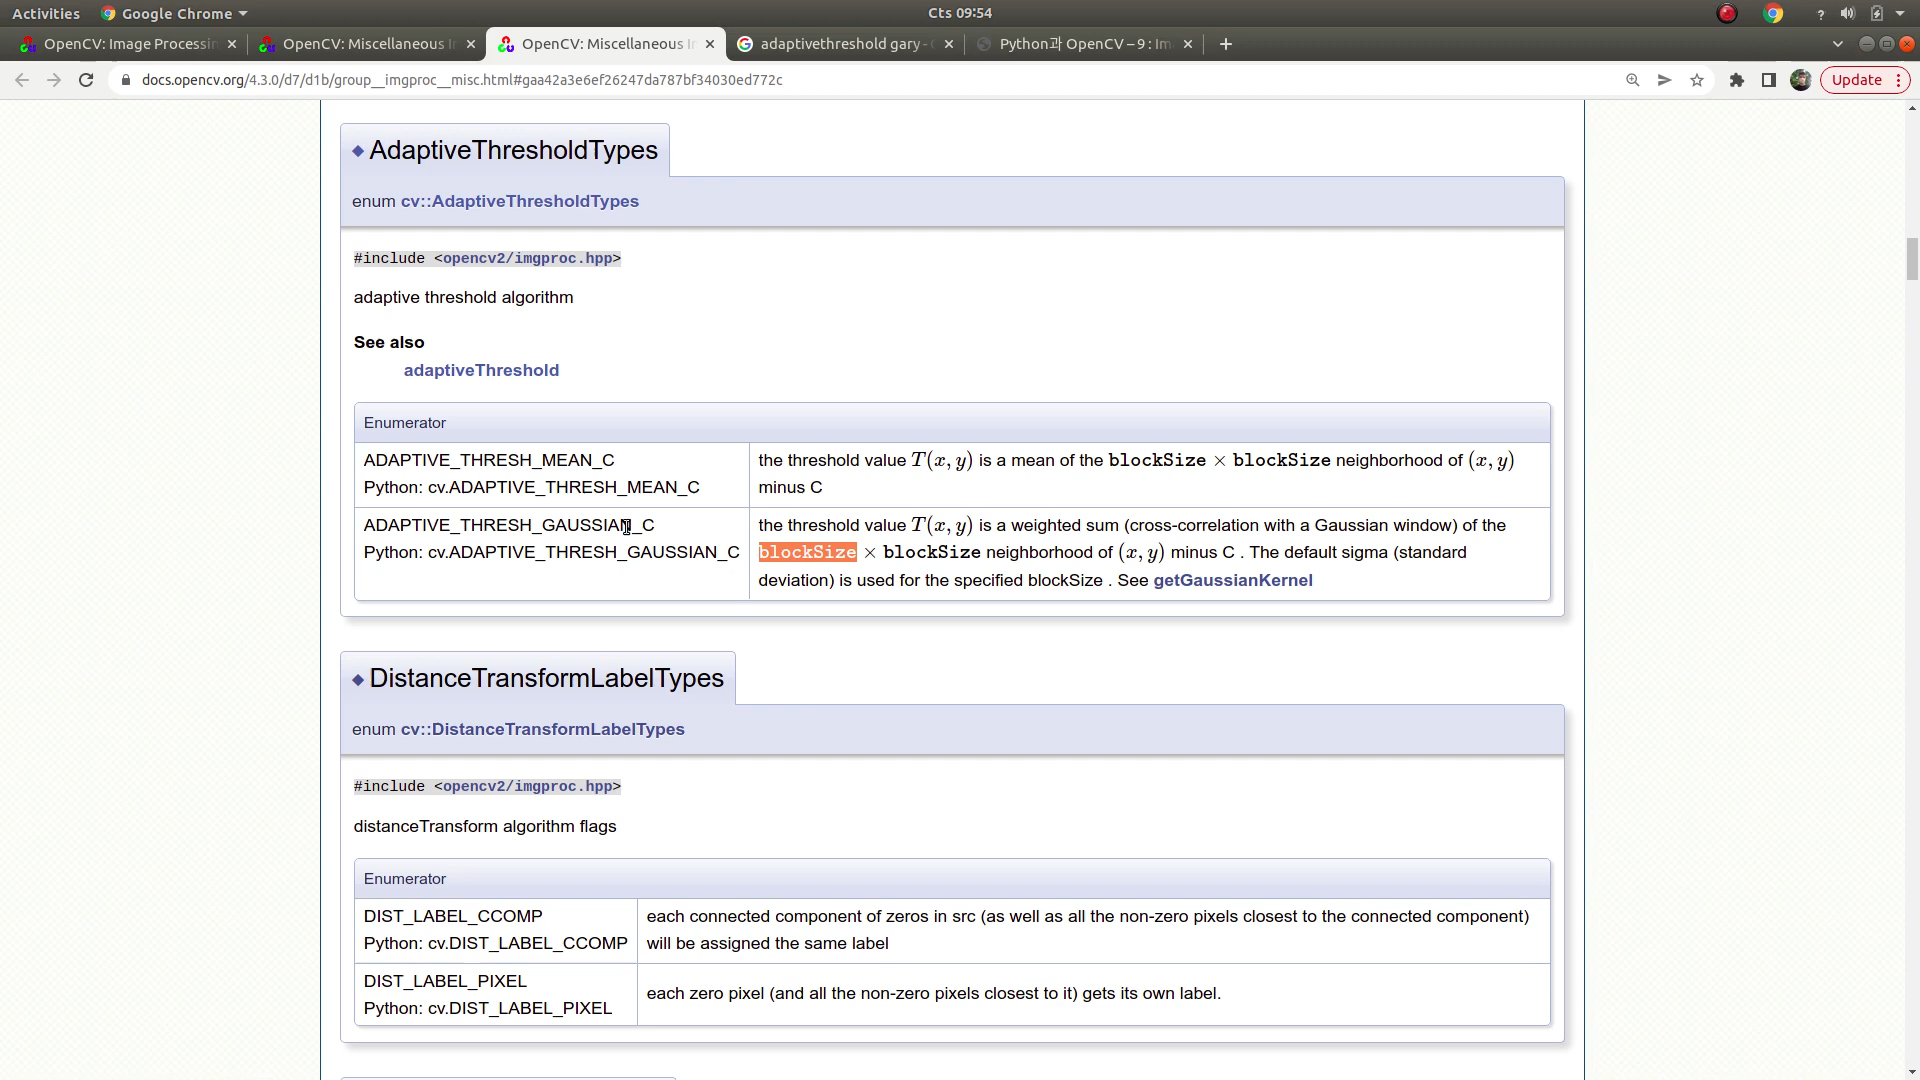 Activities
Google Chrome
Cts 09:54
?
OpenCV: Image Processin
OpenCV: Miscellaneous I
OpenCV: Miscellaneous I
adaptivethreshold gary -
Python과 OpenCV – 9 : Im
docs.opencv.org/4.3.0/d7/d1b/group__imgproc__misc.html#gaa42a3e6ef26247da787bf34030ed772c
Update
AdaptiveThresholdTypes
enum cv::AdaptiveThresholdTypes
#include <opencv2/imgproc.hpp>
adaptive threshold algorithm
See also
adaptiveThreshold
Enumerator
ADAPTIVE_THRESH_MEAN_C
Python: cv.ADAPTIVE_THRESH_MEAN_C
the threshold value T(x, y) is a mean of the blockSize × blockSize neighborhood of (x, y)
minus C
ADAPTIVE_THRESH_GAUSSIAN_C
Python: cv.ADAPTIVE_THRESH_GAUSSIAN_C
the threshold value T(x, y) is a weighted sum (cross-correlation with a Gaussian window) of the
blockSize × blockSize neighborhood of (x, y) minus C . The default sigma (standard
deviation) is used for the specified blockSize . See getGaussianKernel
DistanceTransformLabelTypes
enum cv::DistanceTransformLabelTypes
#include <opencv2/imgproc.hpp>
distanceTransform algorithm flags
Enumerator
DIST_LABEL_CCOMP
Python: cv.DIST_LABEL_CCOMP
each connected component of zeros in src (as well as all the non-zero pixels closest to the connected component)
will be assigned the same label
DIST_LABEL_PIXEL
Python: cv.DIST_LABEL_PIXEL
each zero pixel (and all the non-zero pixels closest to it) gets its own label.